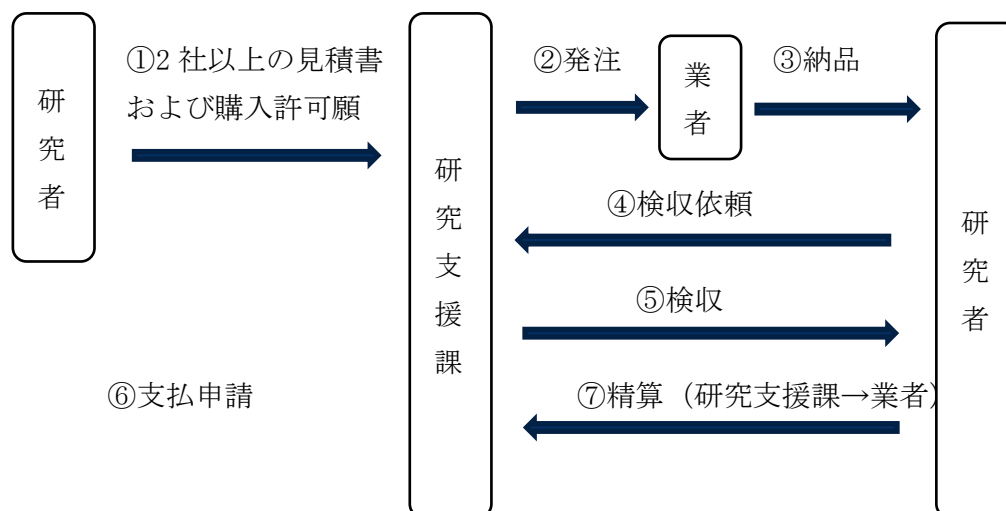 研究者
①2 社以上の見積書
および購入許可願
研究支援課
②発注
業者
③納品
研究者
④検収依頼
⑤検収
⑥支払申請
⑦精算（研究支援課→業者）